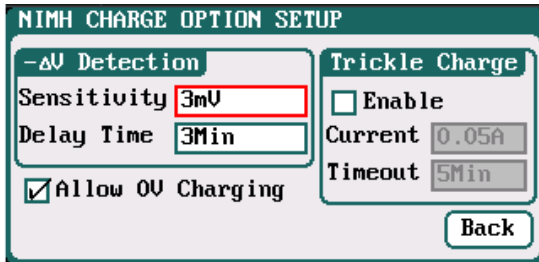 NIMH CHARGE OPTION SETUP
-ΔV Detection
Sensitivity 3mV
Delay Time 3Min
Allow 0V Charging
Trickle Charge
Enable
Current 0.05A
Timeout 5Min
Back